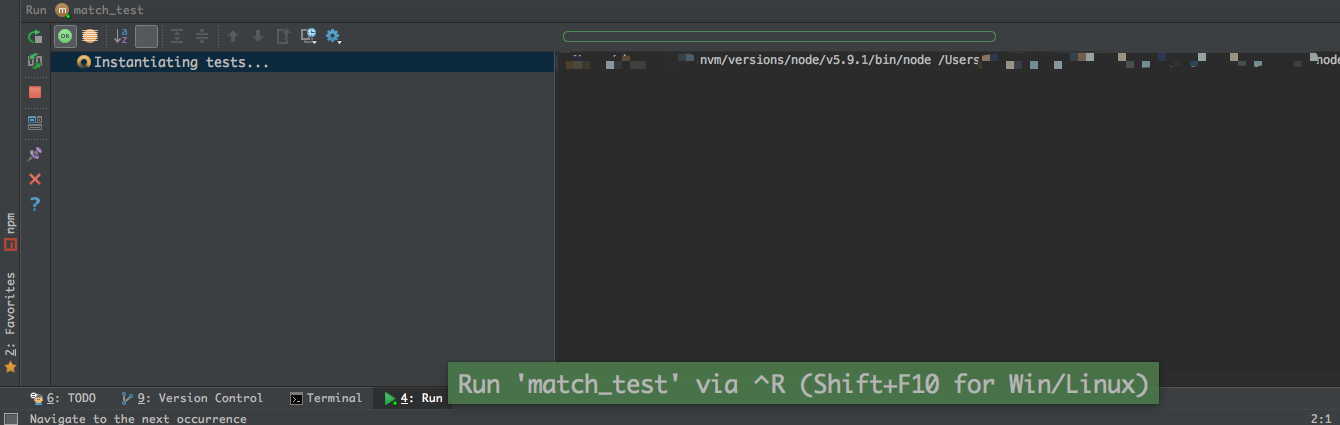 Run match_test
Instantiating tests...
nvm/versions/node/v5.9.1/bin/node /Users
node
npm
2: Favorites
Run 'match_test' via ^R (Shift+F10 for Win/Linux)
6: TODO 9: Version Control Terminal 4: Run
Navigate to the next occurrence 2:1